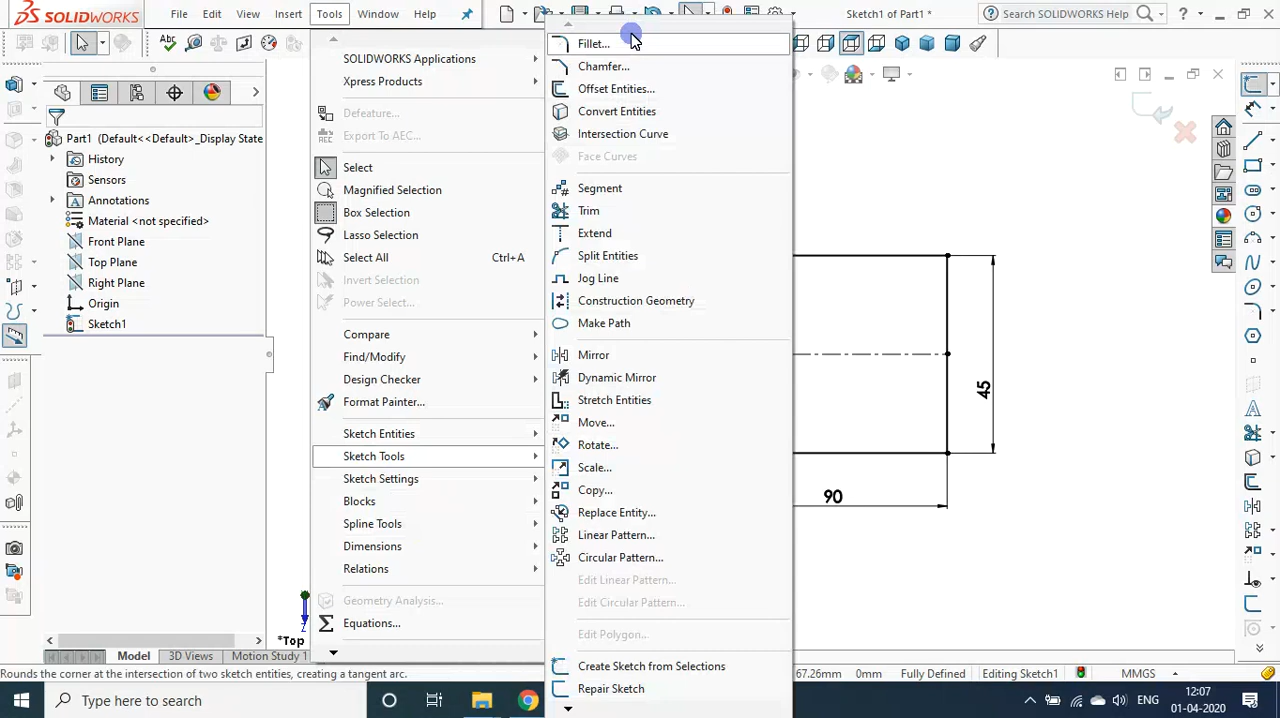 SOLIDWORKS
File
Edit
View
Insert
Tools
Window
Help
Sketch1 of Part1 *
Search SOLIDWORKS Help
Part1 (Default<<Default>_Display State
History
Sensors
Annotations
Material <not specified>
Front Plane
Top Plane
Right Plane
Origin
Sketch1
SOLIDWORKS Applications
Xpress Products
Defeature...
Export To AEC...
Select
Magnified Selection
Box Selection
Lasso Selection
Select All Ctrl+A
Invert Selection
Power Select...
Compare
Find/Modify
Design Checker
Format Painter...
Sketch Entities
Sketch Tools
Sketch Settings
Blocks
Spline Tools
Dimensions
Relations
Geometry Analysis...
Equations...
Fillet...
Chamfer...
Offset Entities...
Convert Entities
Intersection Curve
Face Curves
Segment
Trim
Extend
Split Entities
Jog Line
Construction Geometry
Make Path
Mirror
Dynamic Mirror
Stretch Entities
Move...
Rotate...
Scale...
Copy...
Replace Entity...
Linear Pattern...
Circular Pattern...
Edit Linear Pattern...
Edit Circular Pattern...
Edit Polygon...
Create Sketch from Selections
Repair Sketch
45
90
*Top
Model
3D Views
Motion Study 1
Rounds the corner at the intersection of two sketch entities, creating a tangent arc.
67.26mm
0mm
Fully Defined
Editing Sketch1
MMGS
Type here to search
ENG
12:07
01-04-2020